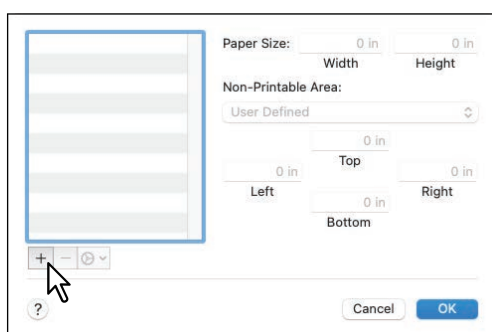 Paper Size: 0 in 0 in
Width Height
Non-Printable Area:
User Defined
0 in
Top
0 in 0 in
Left Right
0 in
Bottom
+ −
? Cancel OK